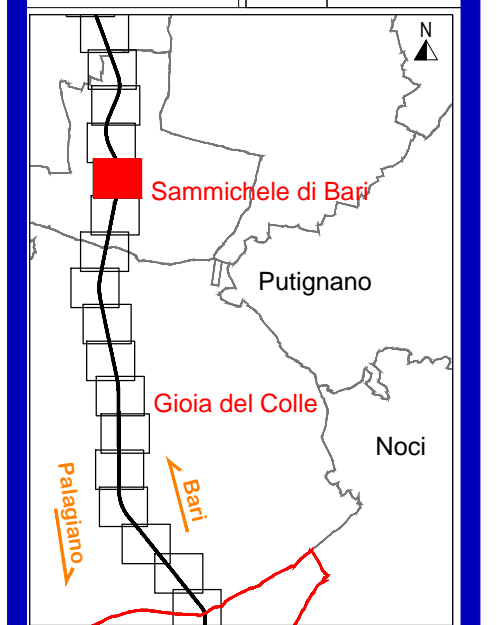 N
Sammichele di Bari
Putignano
Gioia del Colle
Noci
Palagiano
Bari